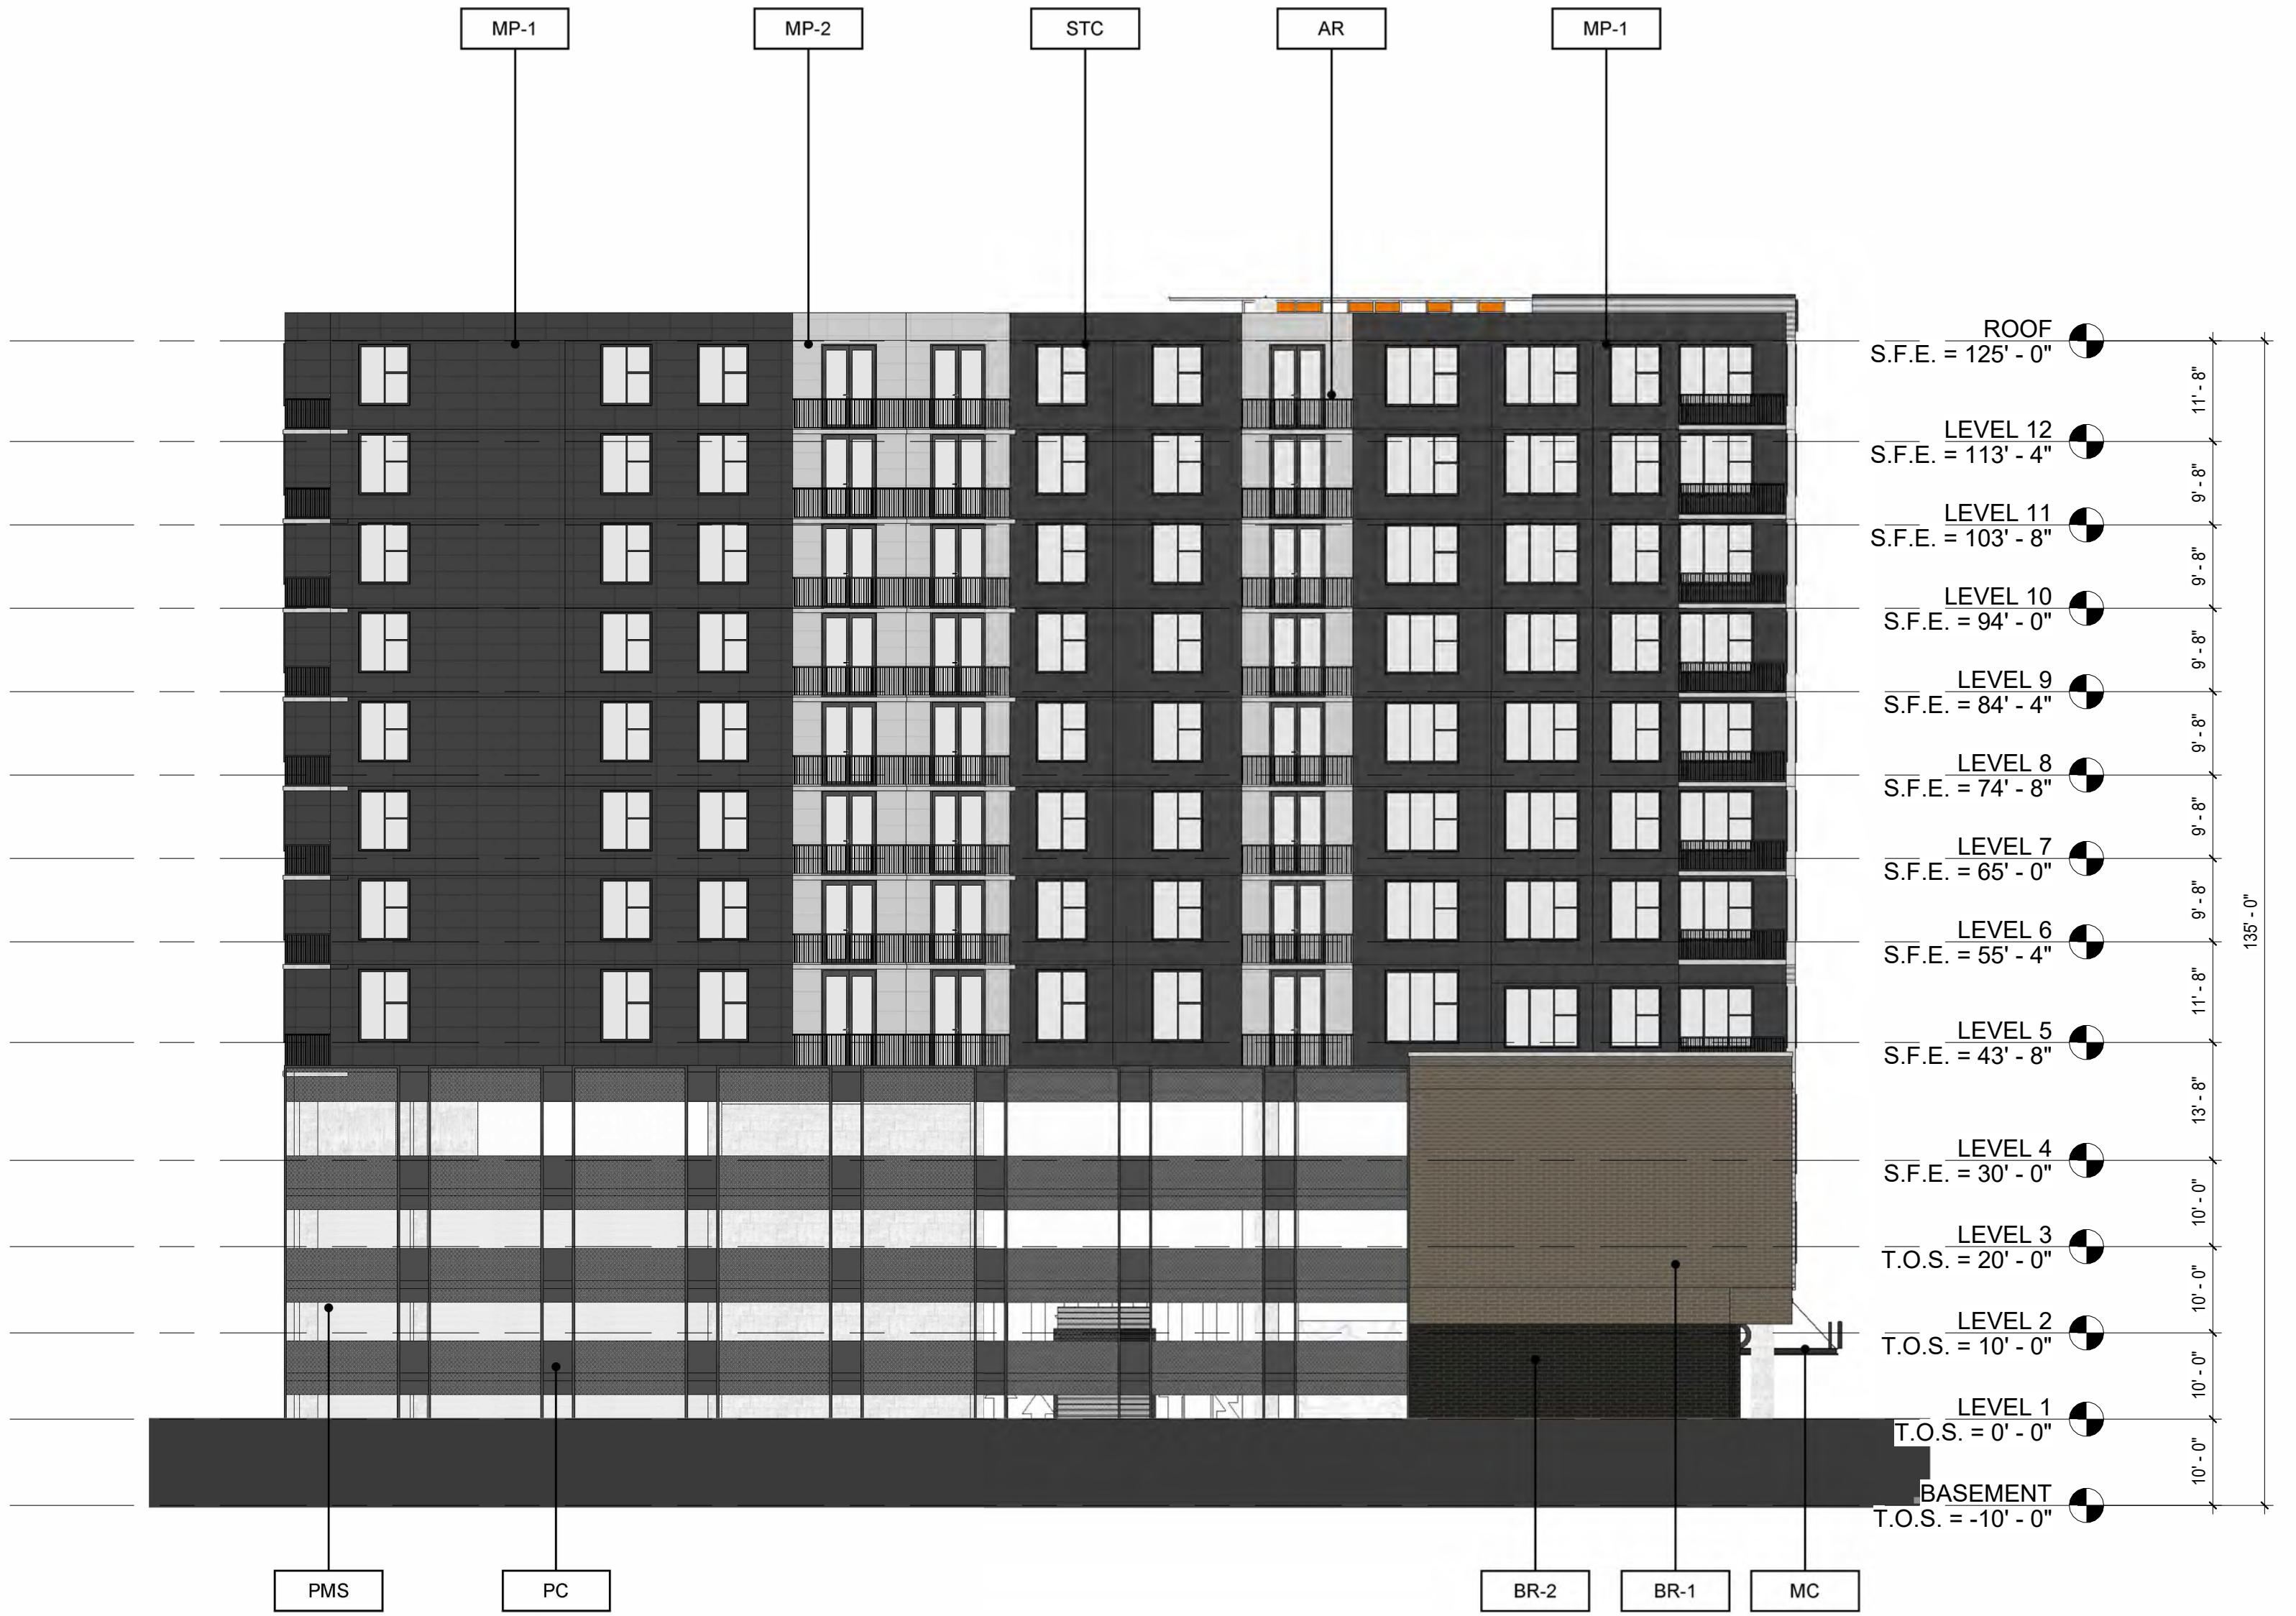 MP-1
MP-2
STC
AR
MP-1
ROOF
S.F.E. = 125' - 0"
11' - 8"
LEVEL 12
S.F.E. = 113' - 4"
9' - 8"
LEVEL 11
S.F.E. = 103' - 8"
9' - 8"
LEVEL 10
S.F.E. = 94' - 0"
9' - 8"
LEVEL 9
S.F.E. = 84' - 4"
9' - 8"
LEVEL 8
S.F.E. = 74' - 8"
9' - 8"
LEVEL 7
S.F.E. = 65' - 0"
9' - 8"
135' - 0"
LEVEL 6
S.F.E. = 55' - 4"
11' - 8"
LEVEL 5
S.F.E. = 43' - 8"
13' - 8"
LEVEL 4
S.F.E. = 30' - 0"
10' - 0"
LEVEL 3
T.O.S. = 20' - 0"
10' - 0"
LEVEL 2
T.O.S. = 10' - 0"
10' - 0"
LEVEL 1
T.O.S. = 0' - 0"
10' - 0"
BASEMENT
T.O.S. = -10' - 0"
PMS
PC
BR-2
BR-1
MC